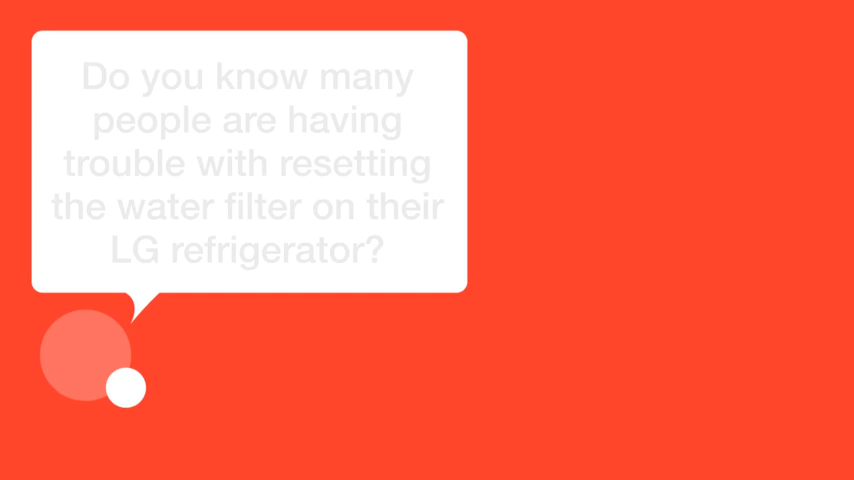 Do you know many
people are having
trouble with resetting
the water filter on their
LG refrigerator?